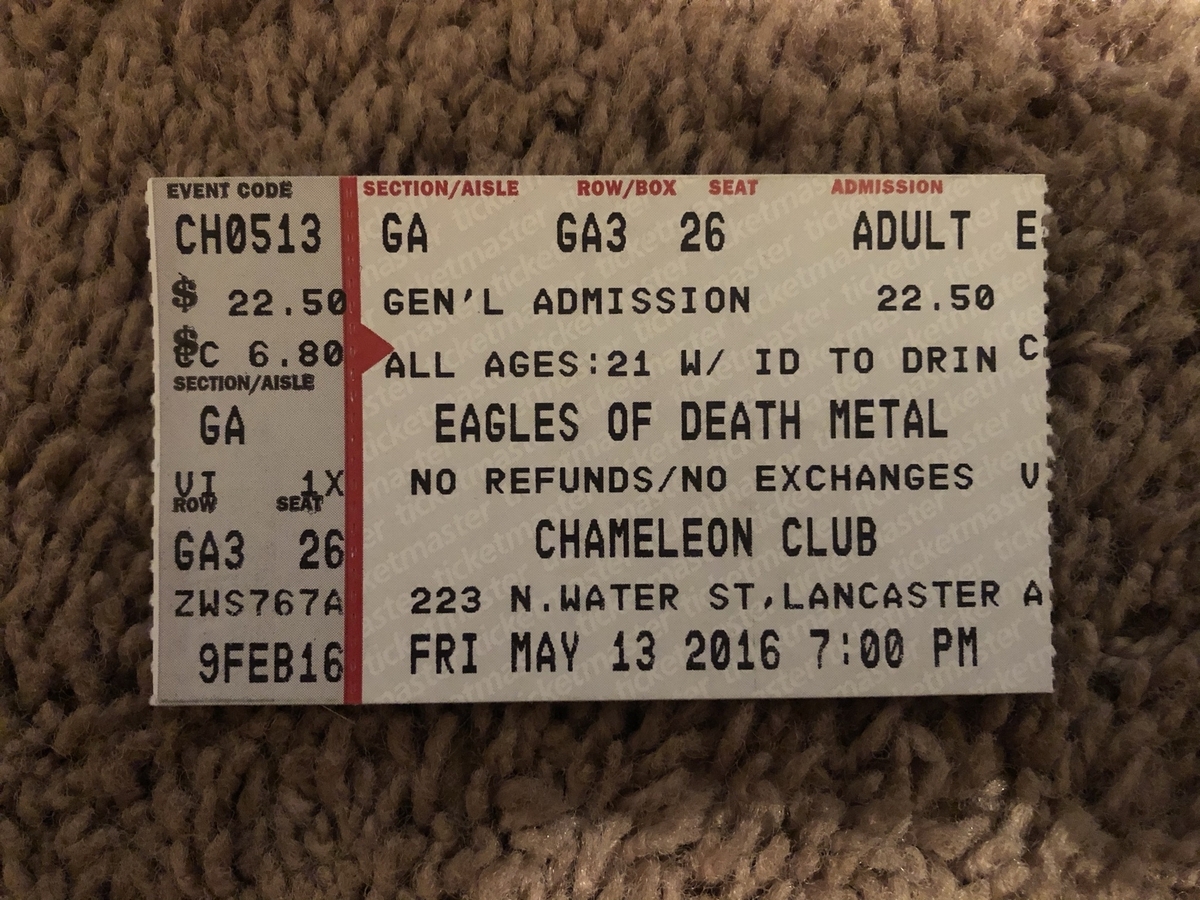 EVENT CODE SECTION/AISLE ROW/BOX SEAT ADMISSION
CH0513 GA GA3 26 ADULT E
$ 22.50 GEN'L ADMISSION 22.50
$C 6.80 ALL AGES:21 W/ ID TO DRIN C
SECTION/AISLE
GA EAGLES OF DEATH METAL
VI 1X NO REFUNDS/NO EXCHANGES V
ROW SEAT
GA3 26 CHAMELEON CLUB
ZWS767A 223 N.WATER ST,LANCASTER A
9FEB16 FRI MAY 13 2016 7:00 PM